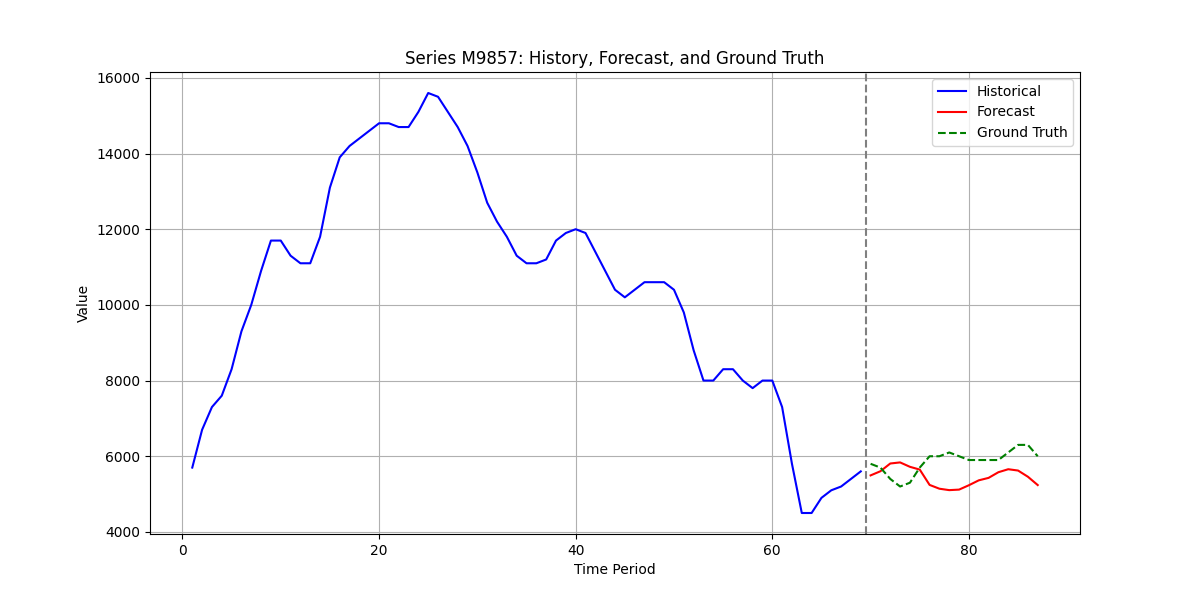 Series M9857: History, Forecast, and Ground Truth
16000
14000
12000
10000
8000
6000
4000
Value
0
20
40
60
80
Time Period
Historical
Forecast
Ground Truth